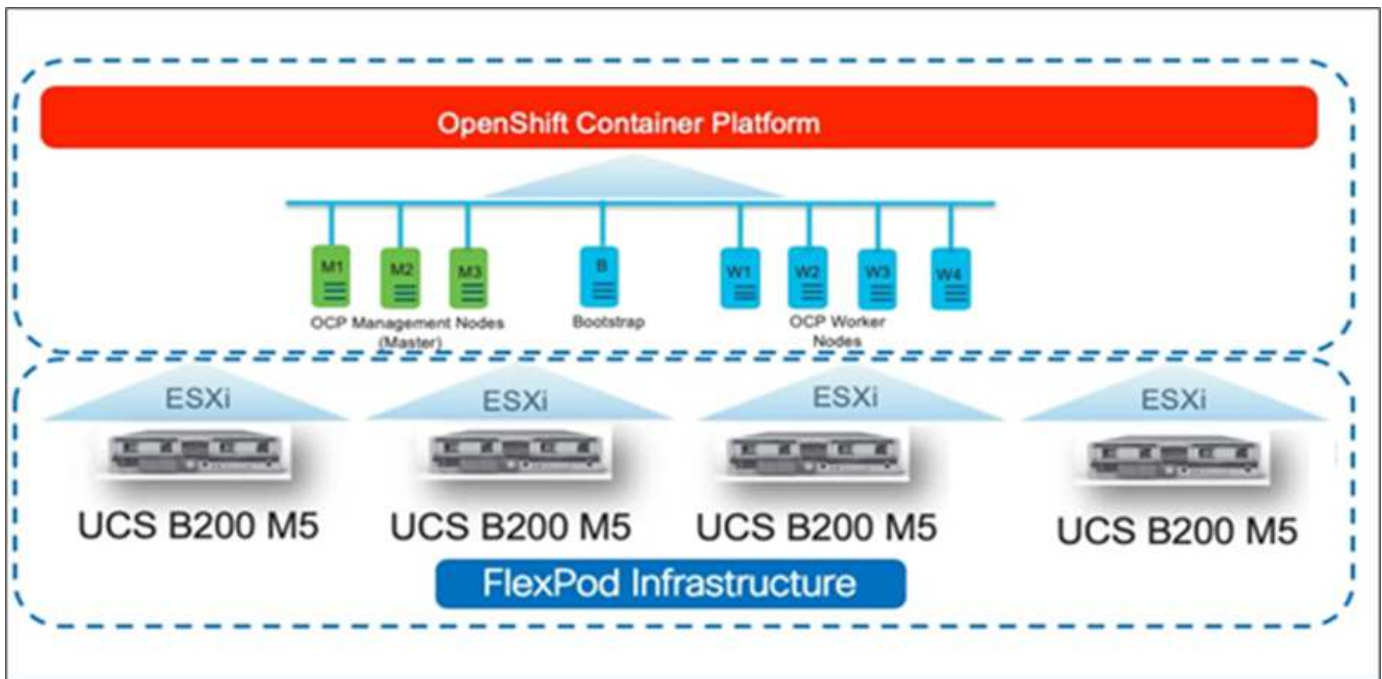 OpenShift Container Platform
M1 M2 M3 B W1 W2 W3 W4
OCP Management Nodes
(Master)
Bootstrap
OCP Worker
Nodes
ESXi ESXi ESXi ESXi
UCS B200 M5 UCS B200 M5 UCS B200 M5 UCS B200 M5
FlexPod Infrastructure